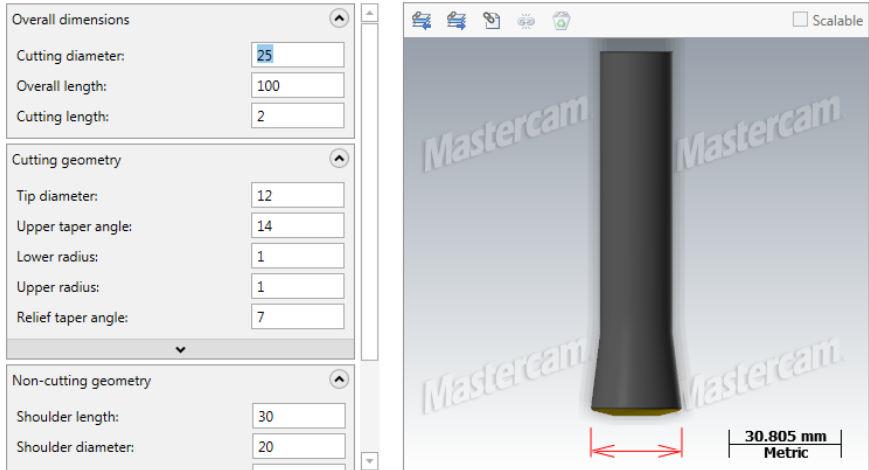 Overall dimensions
Cutting diameter: 25
Overall length: 100
Cutting length: 2
Cutting geometry
Tip diameter: 12
Upper taper angle: 14
Lower radius: 1
Upper radius: 1
Relief taper angle: 7
Non-cutting geometry
Shoulder length: 30
Shoulder diameter: 20
Scalable
Mastercam.
Mastercam.
Mastercam.
Mastercam.
30.805 mm
Metric